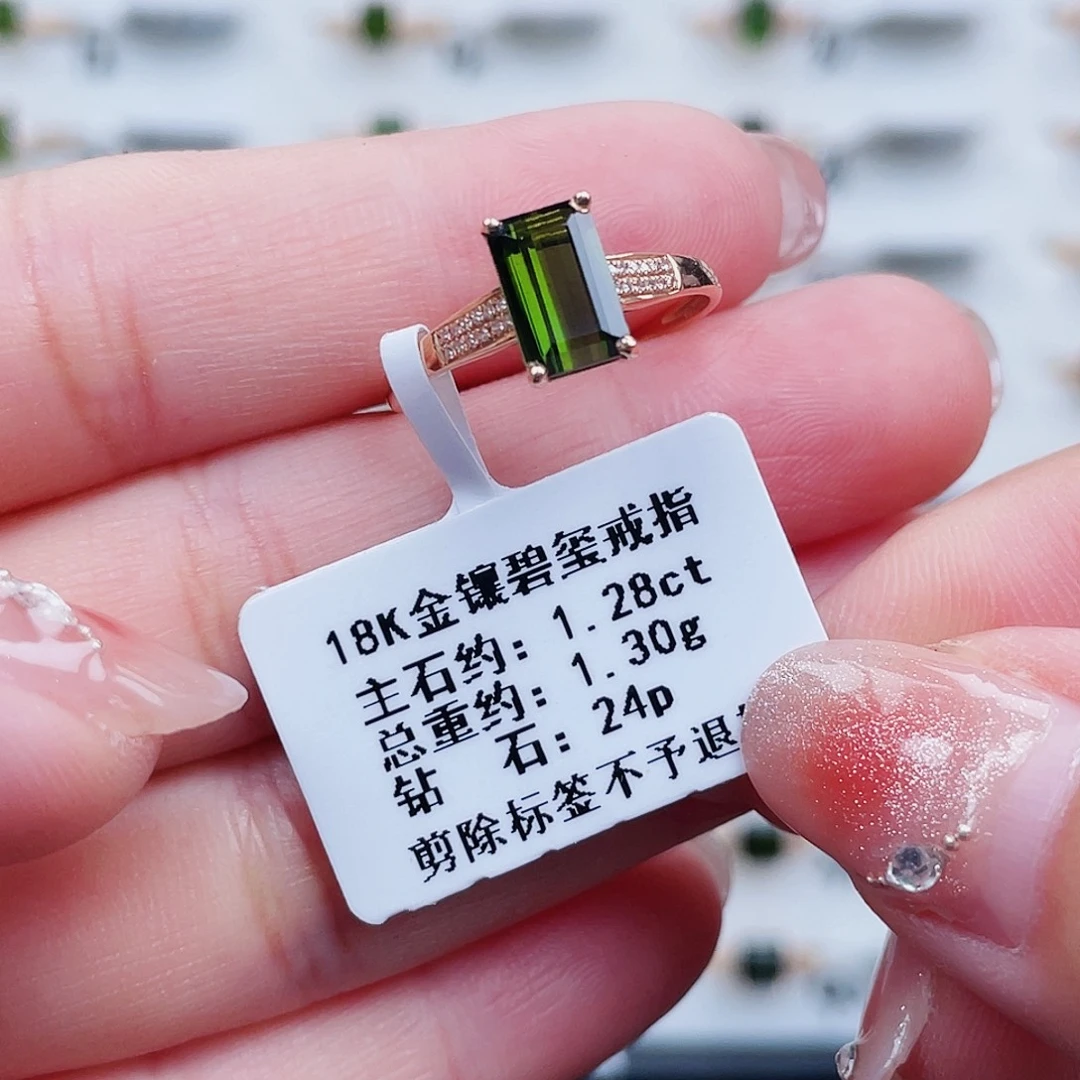 18K金镶碧玺戒指
主石约: 1.28ct
总重约: 1.30g
钻 石: 24p
剪除标签不予退